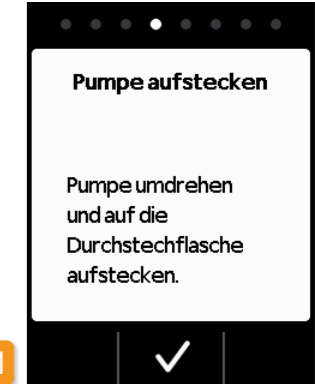 Pumpe aufstecken
Pumpe umdrehen
und auf die
Durchstechflasche
aufstecken.